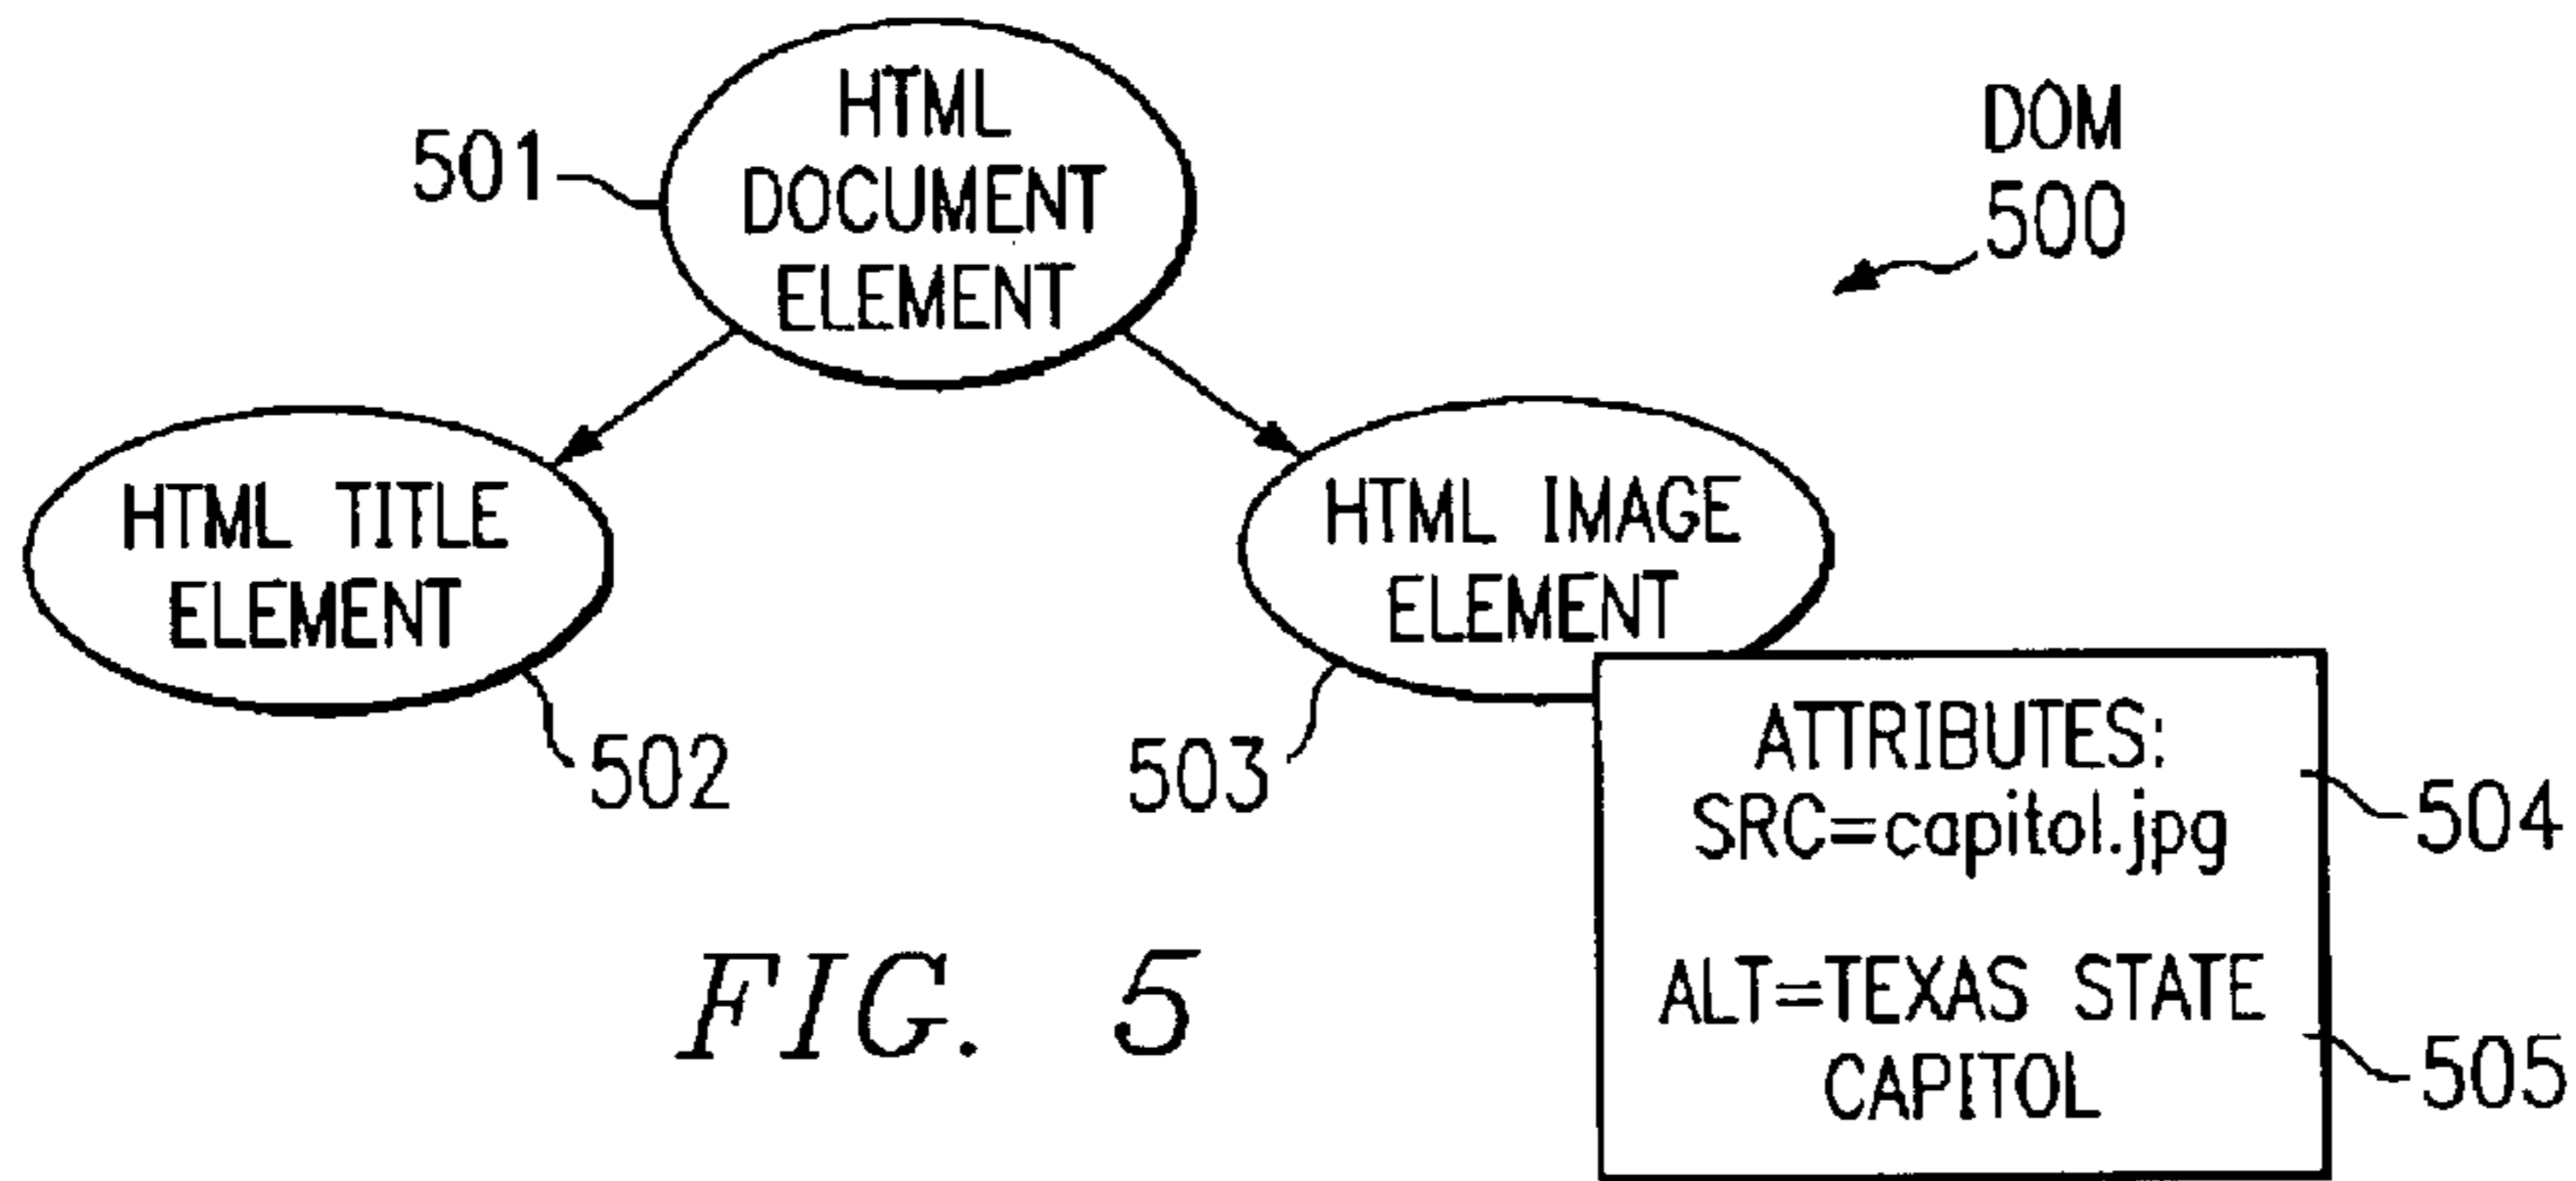 HTML
DOCUMENT
ELEMENT
501
DOM
500
HTML TITLE
ELEMENT
502
HTML IMAGE
ELEMENT
503
ATTRIBUTES:
SRC=capitol.jpg
504
ALT=TEXAS STATE
CAPITOL
505
FIG. 5